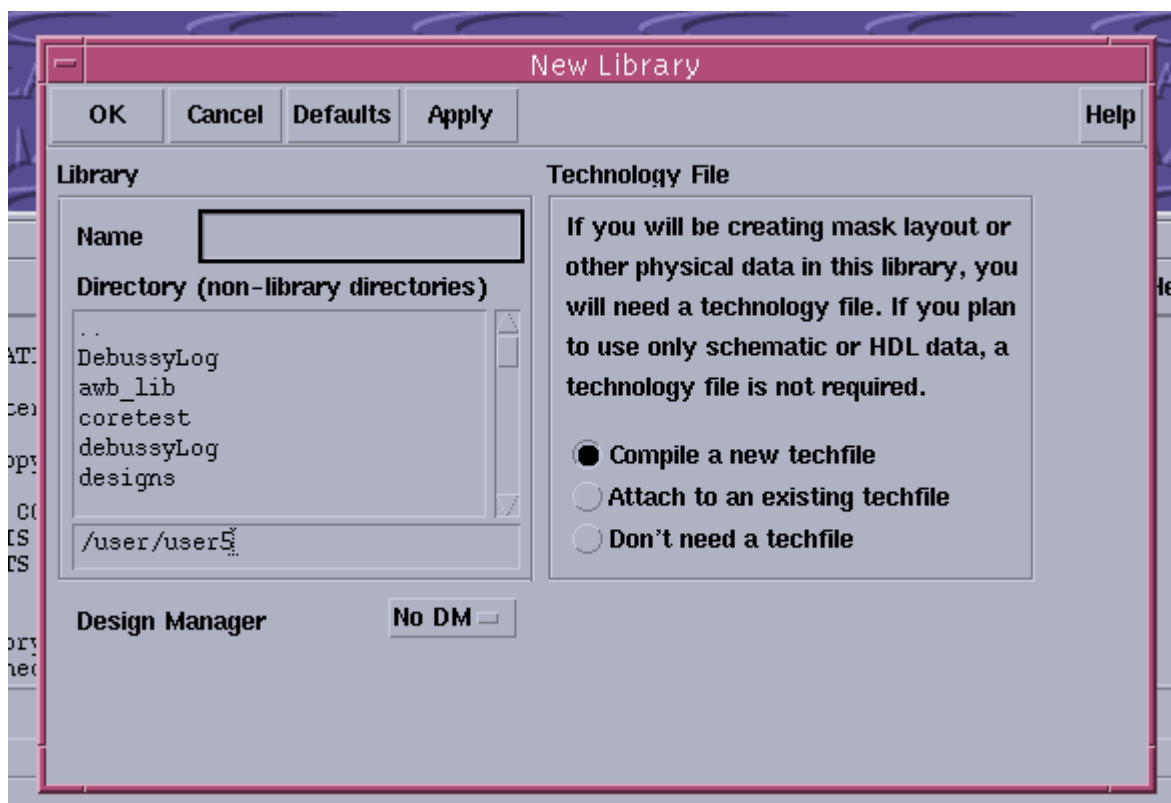 New Library
OK Cancel Defaults Apply Help
Library
Name
Directory (non-library directories)
..
DebussyLog
awb_lib
coretest
debussyLog
designs
/user/user5
Design Manager No DM
Technology File
If you will be creating mask layout or
other physical data in this library, you
will need a technology file. If you plan
to use only schematic or HDL data, a
technology file is not required.
Compile a new techfile
Attach to an existing techfile
Don't need a techfile